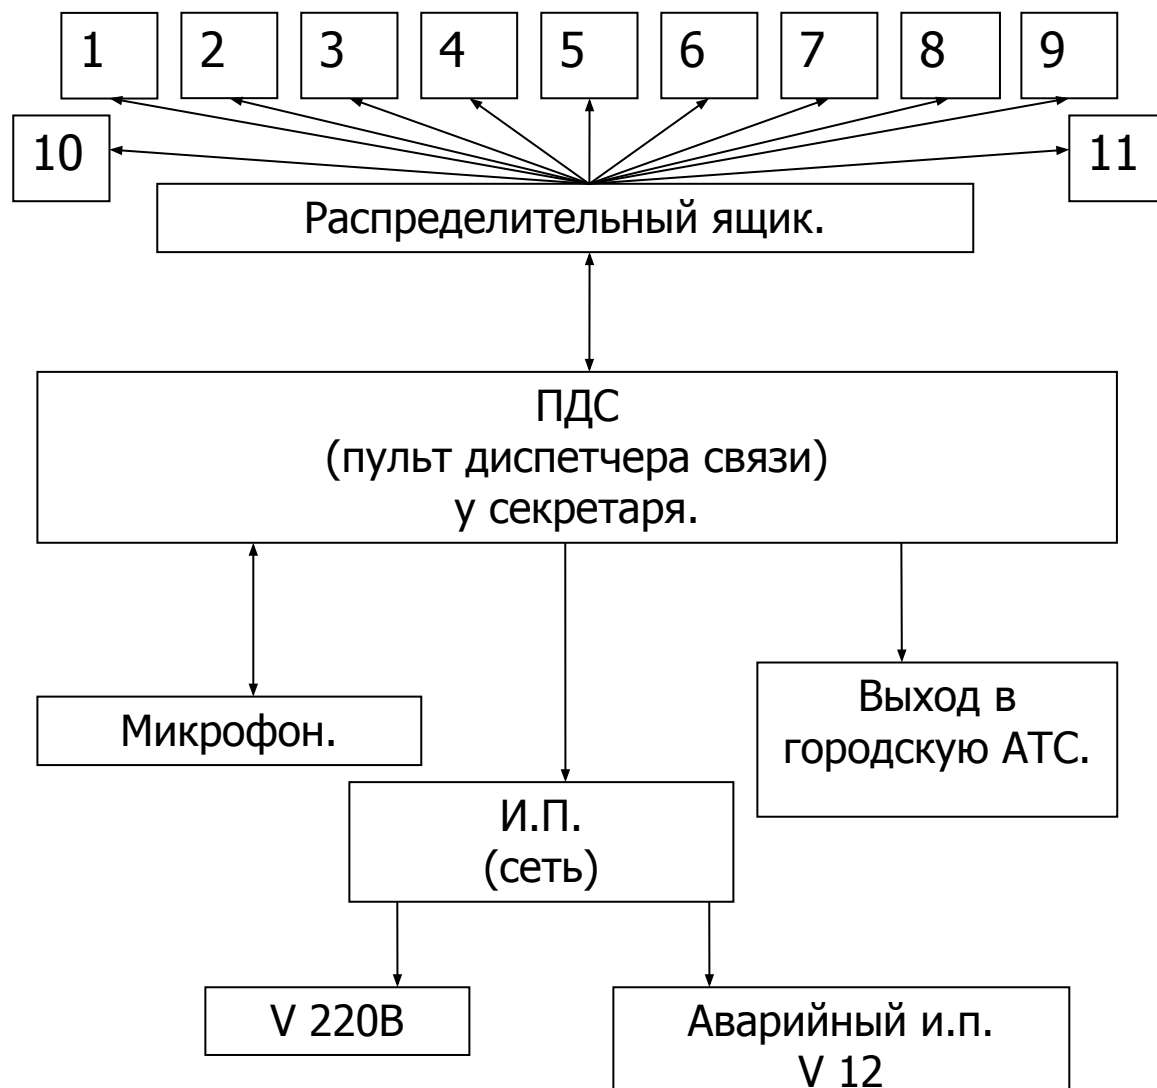 1 2 3 4 5 6 7 8 9
10 11
Распределительный ящик.
ПДС
(пульт диспетчера связи)
у секретаря.
Микрофон.
Выход в
городскую АТС.
И.П.
(сеть)
V 220В
Аварийный и.п.
V 12